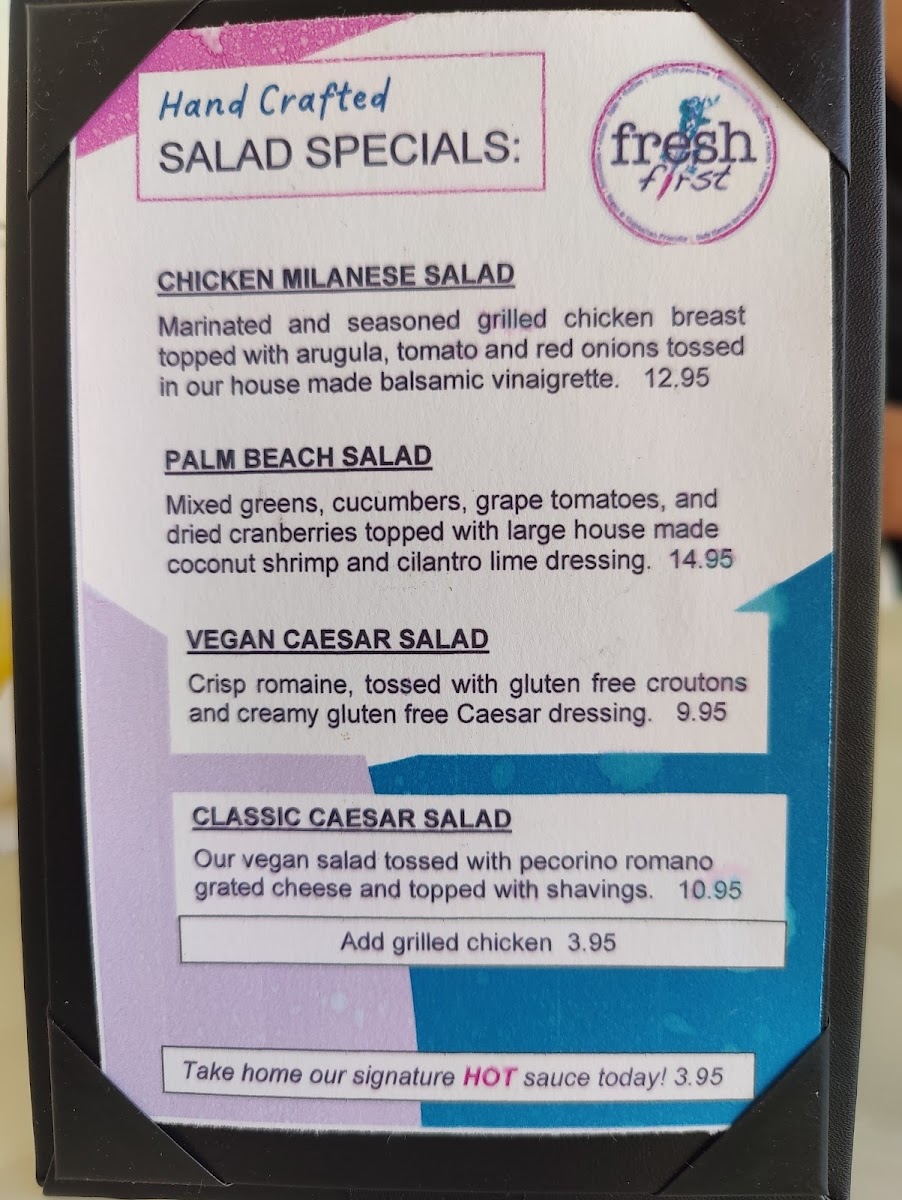 Hand Crafted
SALAD SPECIALS:
fresh
first
CHICKEN MILANESE SALAD
Marinated and seasoned grilled chicken breast
topped with arugula, tomato and red onions tossed
in our house made balsamic vinaigrette. 12.95
PALM BEACH SALAD
Mixed greens, cucumbers, grape tomatoes, and
dried cranberries topped with large house made
coconut shrimp and cilantro lime dressing. 14.95
VEGAN CAESAR SALAD
Crisp romaine, tossed with gluten free croutons
and creamy gluten free Caesar dressing. 9.95
CLASSIC CAESAR SALAD
Our vegan salad tossed with pecorino romano
grated cheese and topped with shavings. 10.95
Add grilled chicken 3.95
Take home our signature HOT sauce today! 3.95